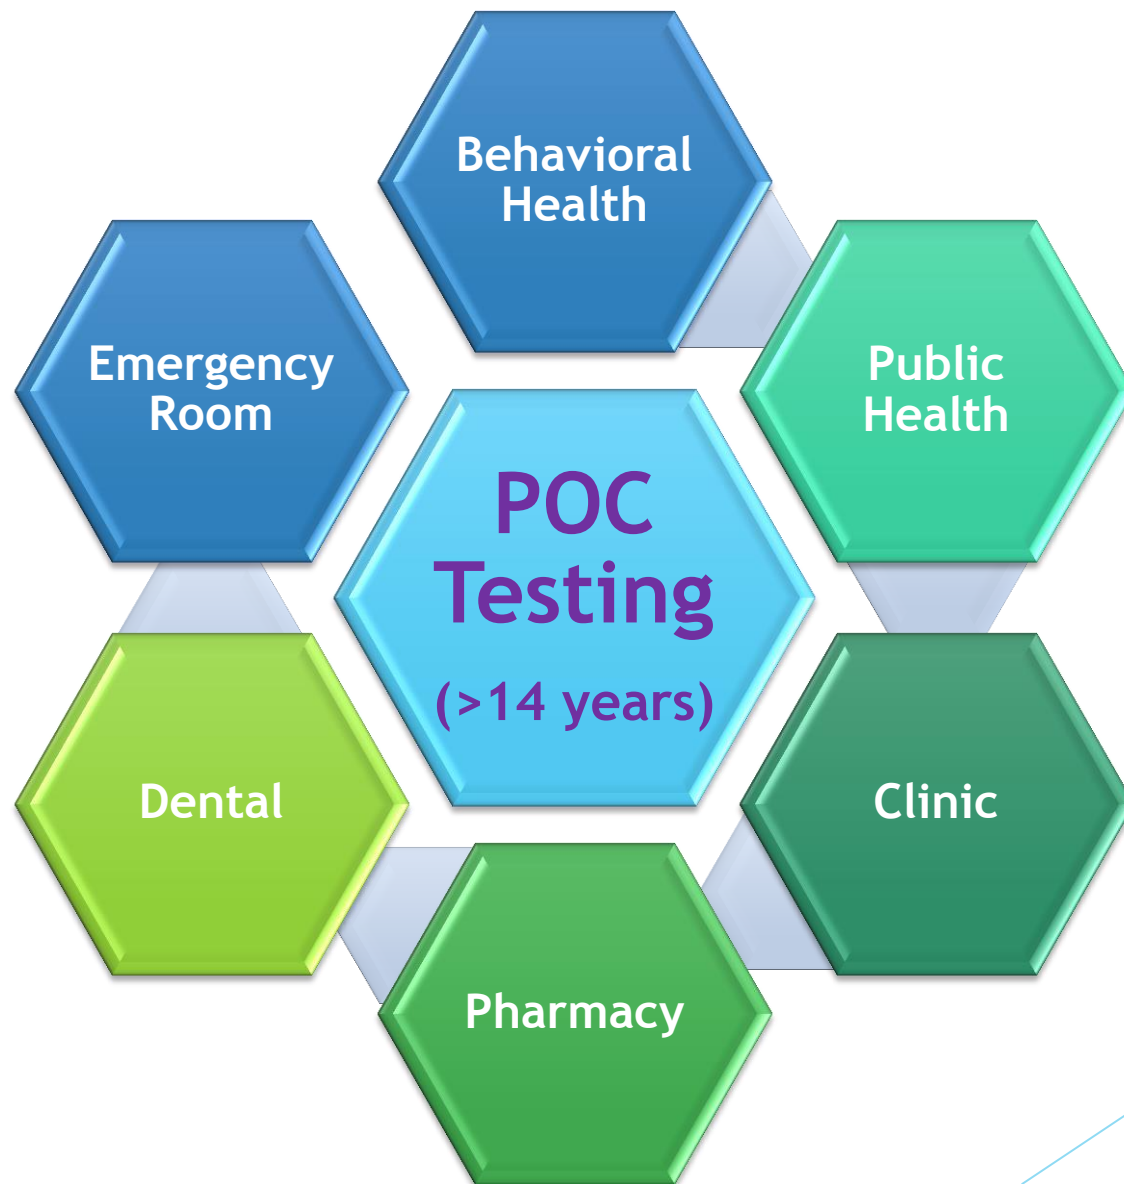 Behavioral
Health
Emergency
Room
Public
Health
POC
Testing
(>14 years)
Dental
Clinic
Pharmacy